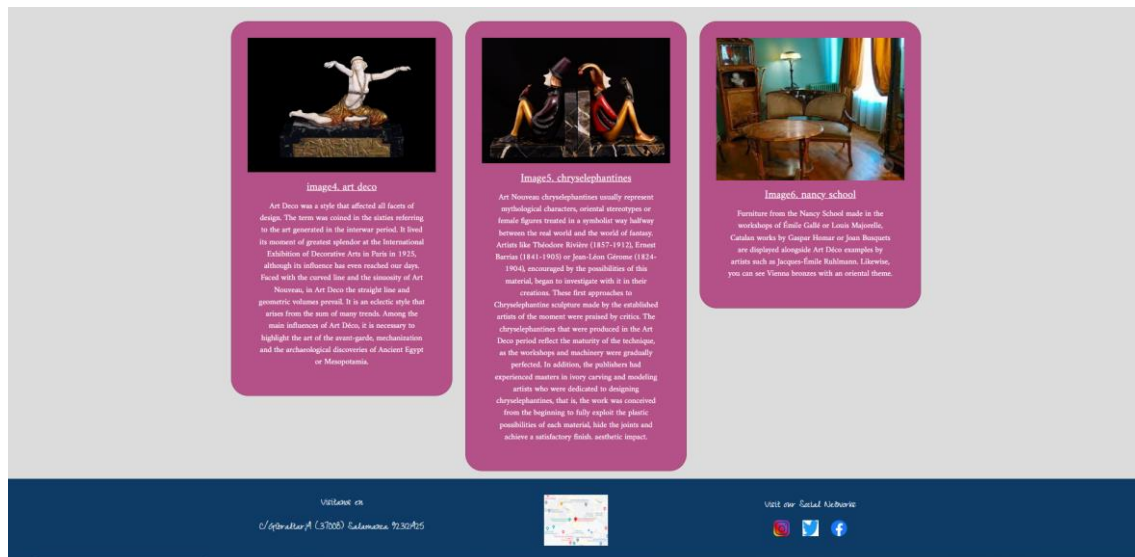 image4. art deco
Art Deco was a style that affected all facets of
design. The term was coined in the sixties referring
to the art generated in the interwar period. It lived
its moment of greatest splendor at the International
Exhibition of Decorative Arts in Paris in 1925,
although its influence has even reached our days.
Faced with the curved line and the sinuosity of Art
Nouveau, in Art Deco the straight line and
geometric volumes prevail. It is an eclectic style that
arises from the sum of many trends. Among the
main influences of Art Déco, it is necessary to
highlight the art of the avant-garde, mechanization
and the archaeological discoveries of Ancient Egypt
or Mesopotamia.
Image5. chryselephantines
Art Nouveau chryselephantines usually represent
mythological characters, oriental stereotypes or
female figures treated in a symbolist way halfway
between the real world and the world of fantasy.
Artists like Théodore Rivière (1857-1912), Ernest
Barrias (1841-1905) or Jean-Léon Gérome (1824-
1904), encouraged by the possibilities of this
material, began to investigate with it in their
creations. These first approaches to
Chryselephantine sculpture made by the established
artists of the moment were praised by critics. The
chryselephantines that were produced in the Art
Deco period reflect the maturity of the technique,
as the workshops and machinery were gradually
perfected. In addition, the publishers had
experienced masters in ivory carving and modeling
artists who were dedicated to designing
chryselephantines, that is, the work was conceived
from the beginning to fully exploit the plastic
possibilities of each material, hide the joints and
achieve a satisfactory finish. aesthetic impact.
Image6. nancy school
Furniture from the Nancy School made in the
workshops of Émile Gallé or Louis Majorelle,
Catalan works by Gaspar Homar or Joan Busquets
are displayed alongside Art Déco examples by
artists such as Jacques-Émile Ruhlmann. Likewise,
you can see Vienna bronzes with an oriental theme.
en
(37008) Salamanca
Visit our Social Networks